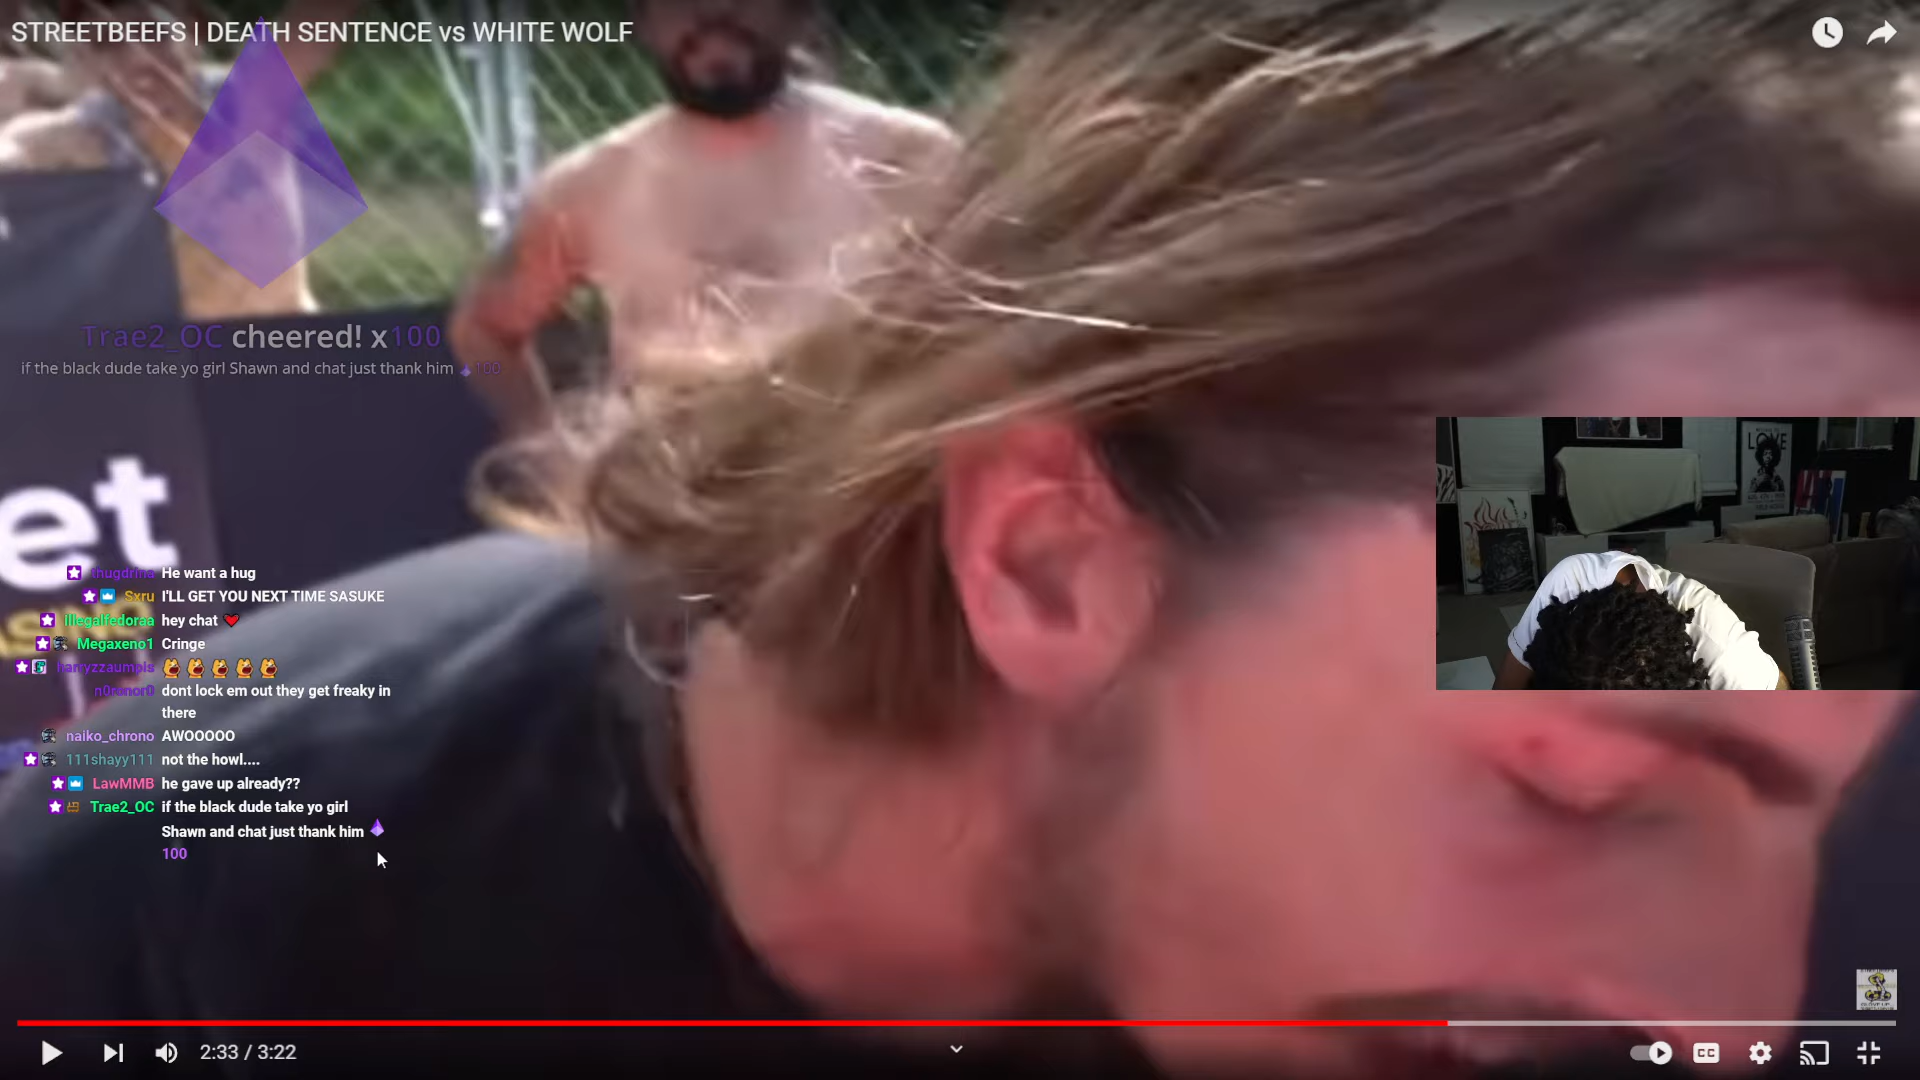 STREETBEEFS | DEATH SENTENCE vs WHITE WOLF
Trae2_OC cheered! x100
if the black dude take yo girl Shawn and chat just thank him 100
et
LOVE
He want a hug
Sxru I'LL GET YOU NEXT TIME SASUKE
illegalfedoraa hey chat
Megaxeno1 Cringe
n0ronor0 dont lock em out they get freaky in
there
naiko_chrono AWOOOOO
111shayy111 not the howl....
LawMMB he gave up already??
Trae2_OC if the black dude take yo girl
Shawn and chat just thank him
100
2:33 / 3:22
CC